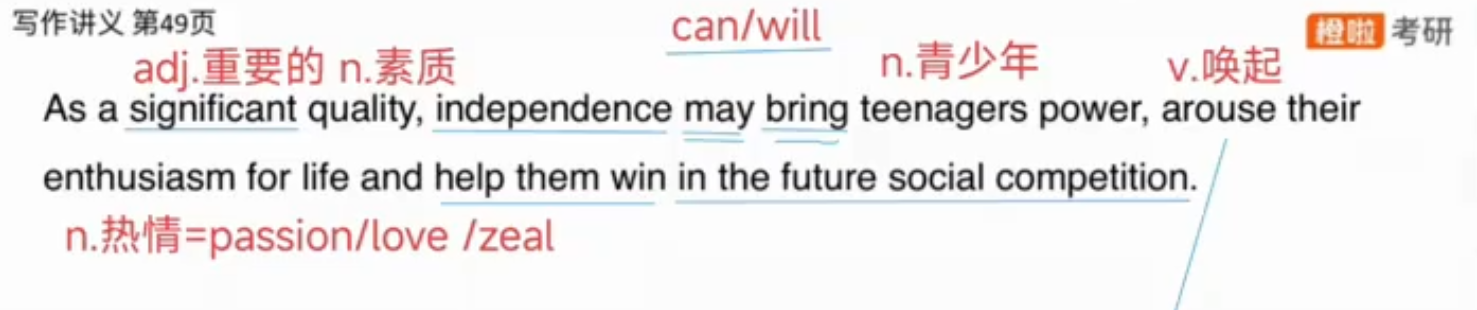 写作讲义 第49页
can/will
橙啦 考研
adj.重要的 n.素质
n.青少年
v.唤起
As a significant quality, independence may bring teenagers power, arouse their
enthusiasm for life and help them win in the future social competition.
n.热情=passion/love /zeal